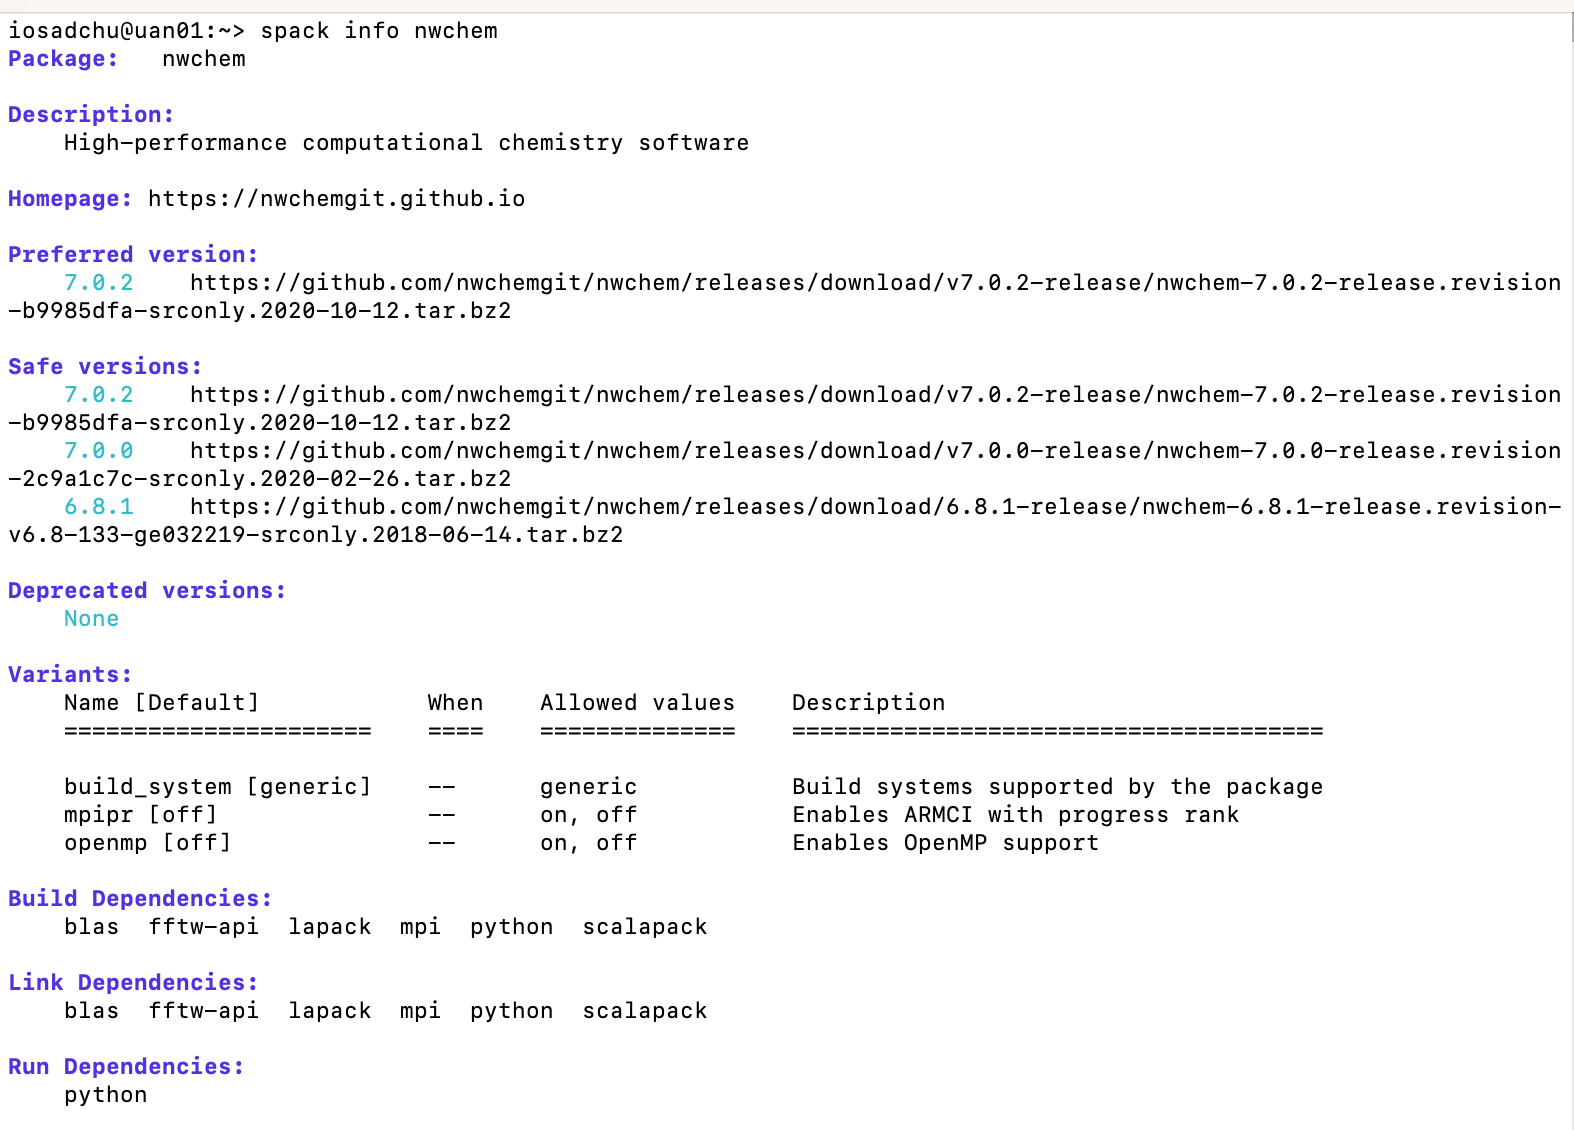 iosadchu@uan01:~> spack info nwchem
Package:   nwchem
Description:
High-performance computational chemistry software
Homepage: https://nwchemgit.github.io
Preferred version:
7.0.2    https://github.com/nwchemgit/nwchem/releases/download/v7.0.2-release/nwchem-7.0.2-release.revision
-b9985dfa-srconly.2020-10-12.tar.bz2
Safe versions:
7.0.2    https://github.com/nwchemgit/nwchem/releases/download/v7.0.2-release/nwchem-7.0.2-release.revision
-b9985dfa-srconly.2020-10-12.tar.bz2
7.0.0    https://github.com/nwchemgit/nwchem/releases/download/v7.0.0-release/nwchem-7.0.0-release.revision
-2c9a1c7c-srconly.2020-02-26.tar.bz2
6.8.1    https://github.com/nwchemgit/nwchem/releases/download/6.8.1-release/nwchem-6.8.1-release.revision-
v6.8-133-ge032219-srconly.2018-06-14.tar.bz2
Deprecated versions:
None
Variants:
Name [Default]            When    Allowed values    Description
======================    ====    ==============    ======================================
build_system [generic]    --      generic           Build systems supported by the package
mpipr [off]               --      on, off           Enables ARMCI with progress rank
openmp [off]              --      on, off           Enables OpenMP support
Build Dependencies:
blas  fftw-api  lapack  mpi  python  scalapack
Link Dependencies:
blas  fftw-api  lapack  mpi  python  scalapack
Run Dependencies:
python